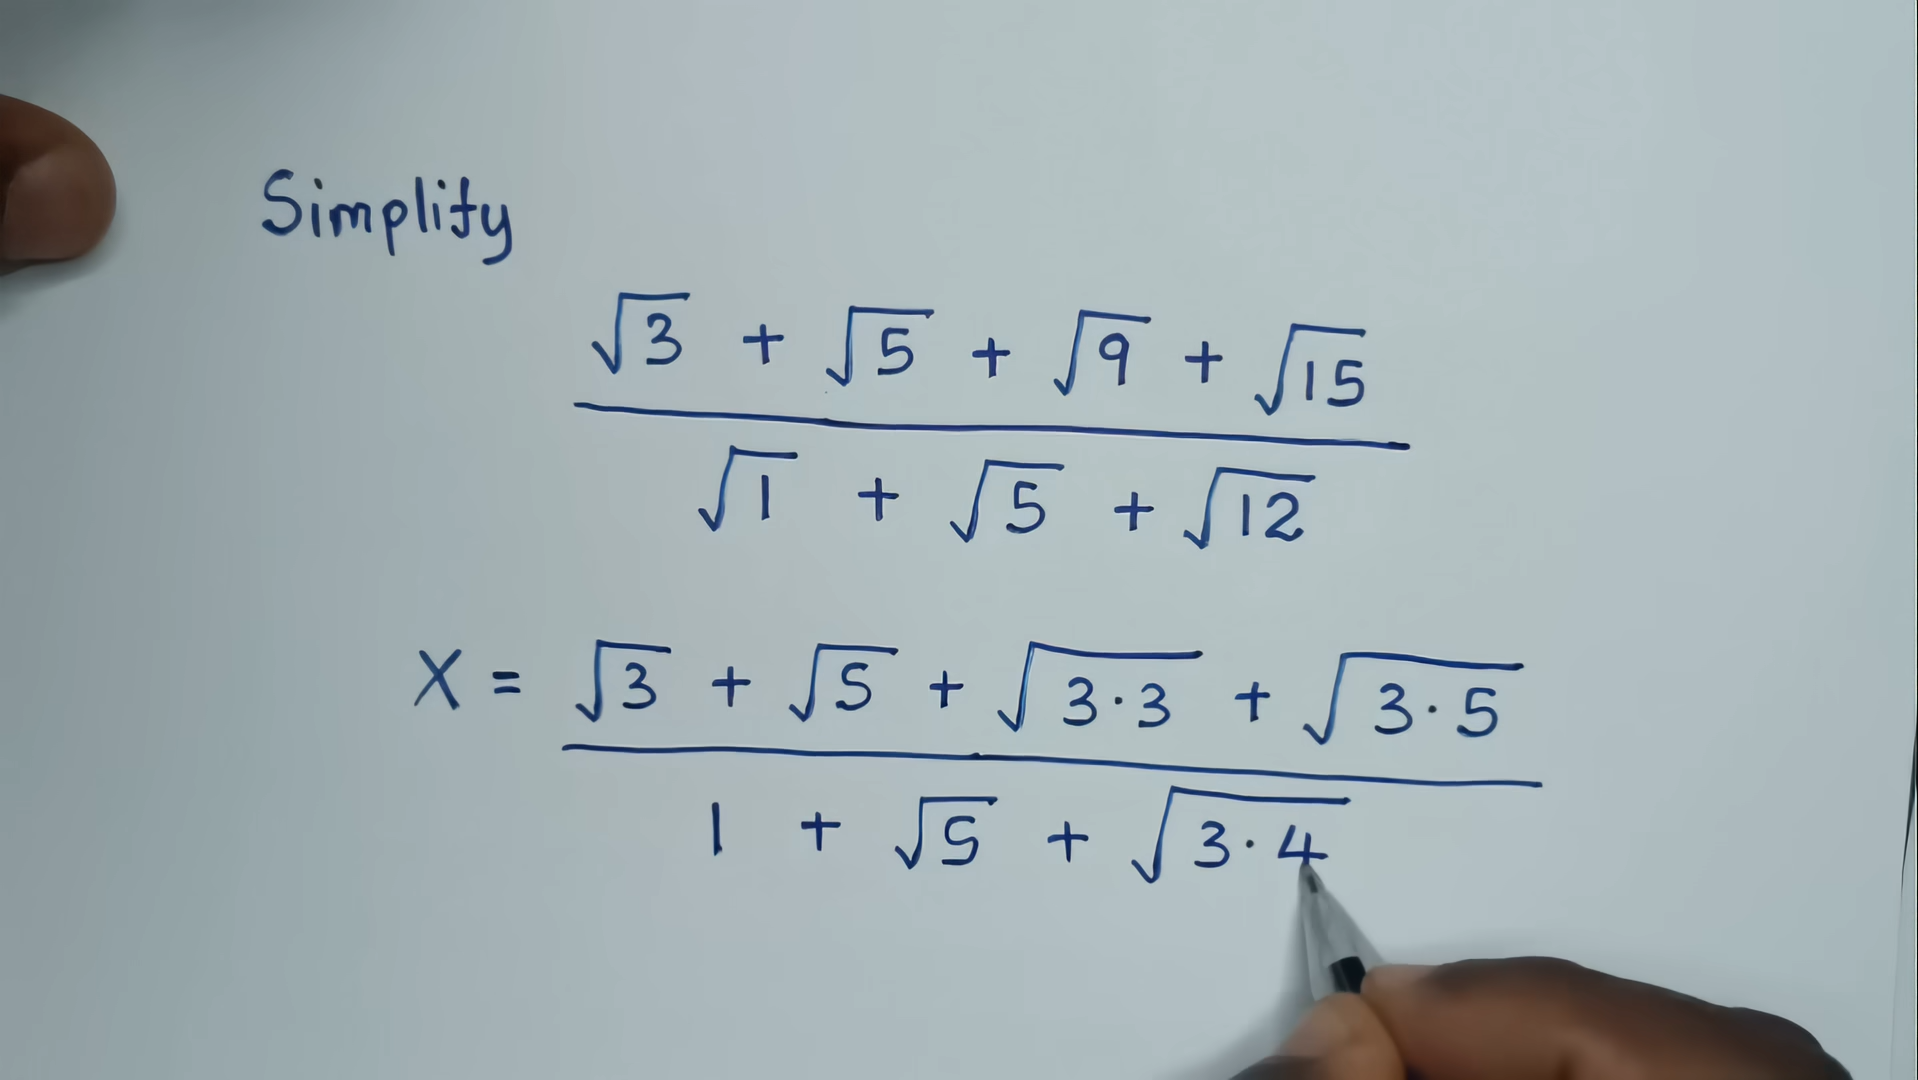 Simplify
√3 + √5 + √9 + √15
√1 + √5 + √12
X = √3 + √5 + √3·3 + √3·5
1 + √5 + √3·4